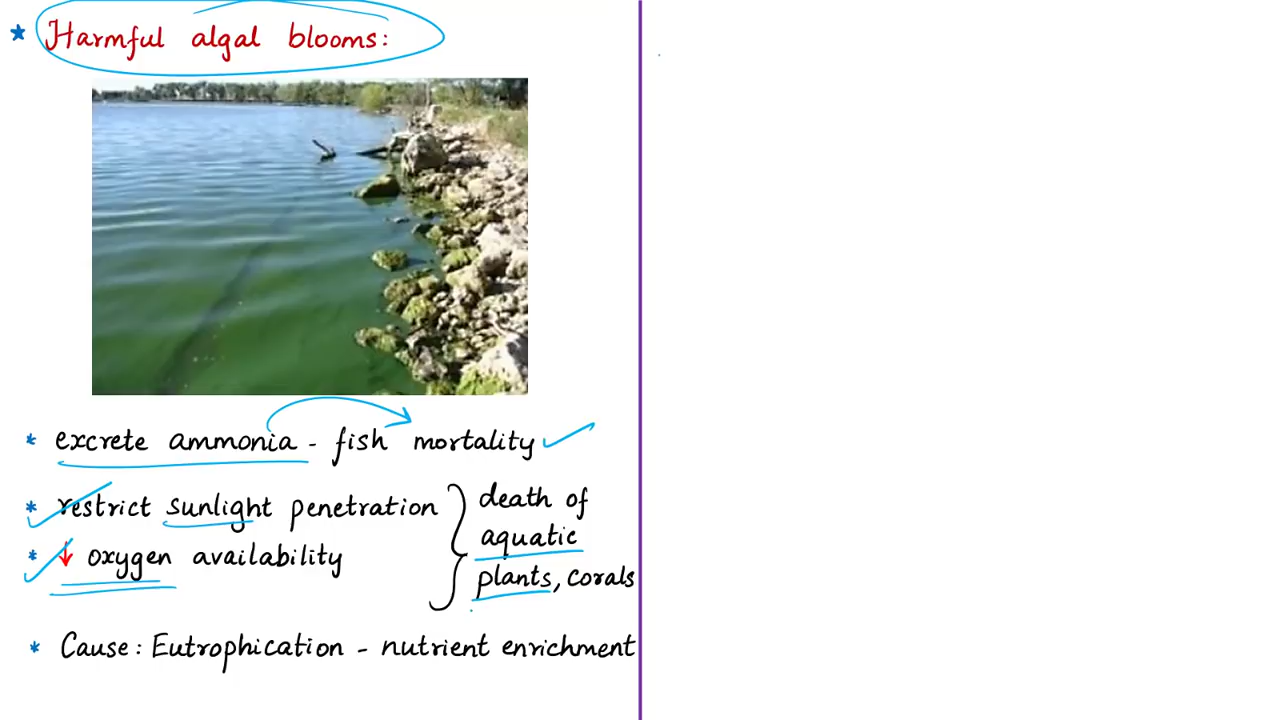 * Harmful algal blooms:
* excrete ammonia - fish mortality ✓
* restrict sunlight penetration
* ↓ oxygen availability
} death of
aquatic
plants, corals
* Cause: Eutrophication - nutrient enrichment